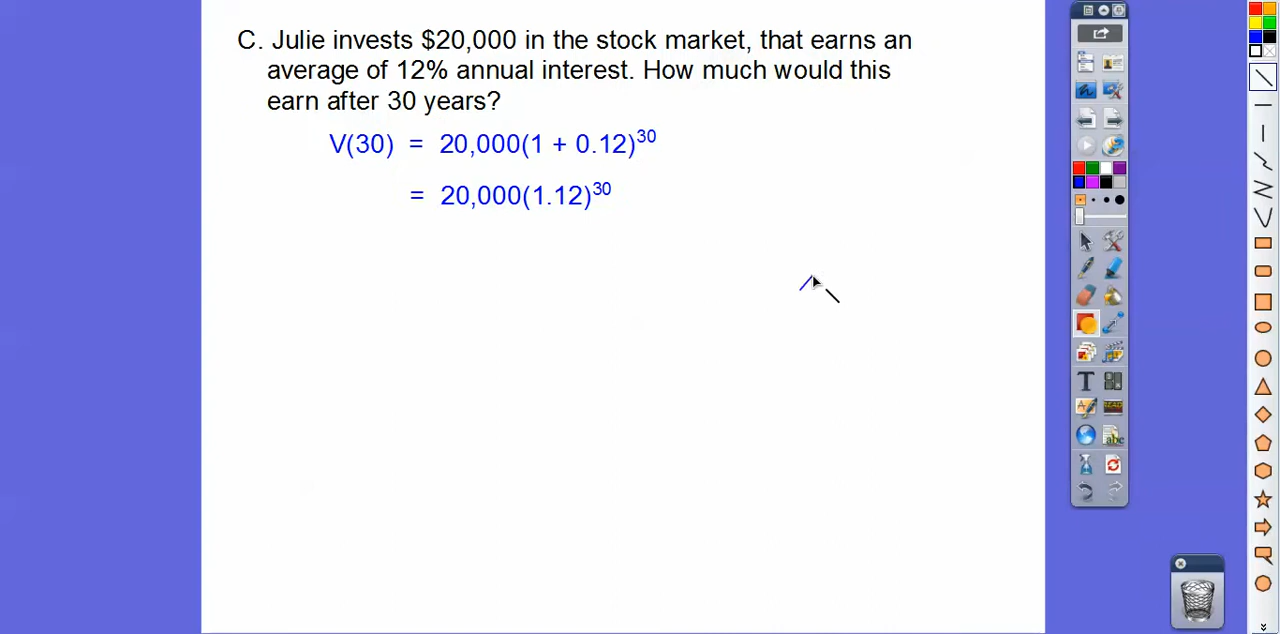 C. Julie invests $20,000 in the stock market, that earns an
average of 12% annual interest. How much would this
earn after 30 years?
V(30) = 20,000(1 + 0.12)³⁰
= 20,000(1.12)³⁰